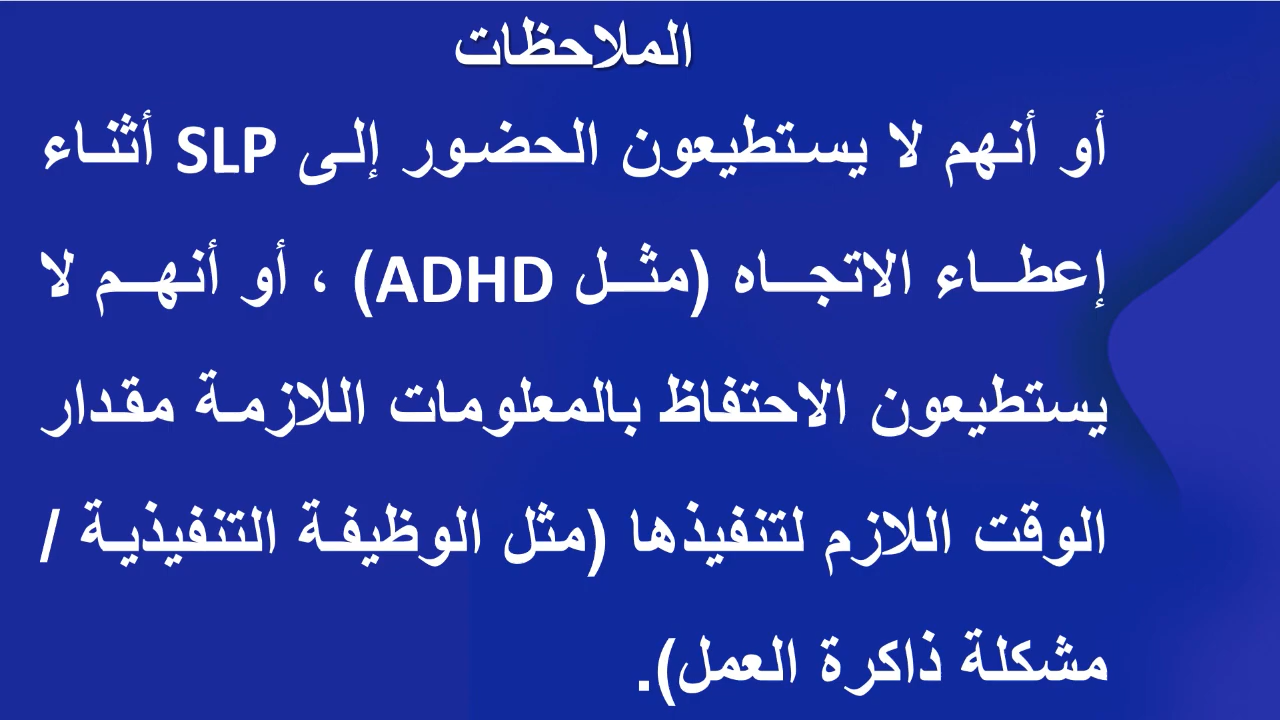 الملاحظات
أو أنهم لا يستطيعون الحضور إلى SLP أثناء
إعطاء الاتجاه (مثل ADHD) ، أو أنهم لا
يستطيعون الاحتفاظ بالمعلومات اللازمة مقدار
الوقت اللازم لتنفيذها (مثل الوظيفة التنفيذية /
مشكلة ذاكرة العمل).